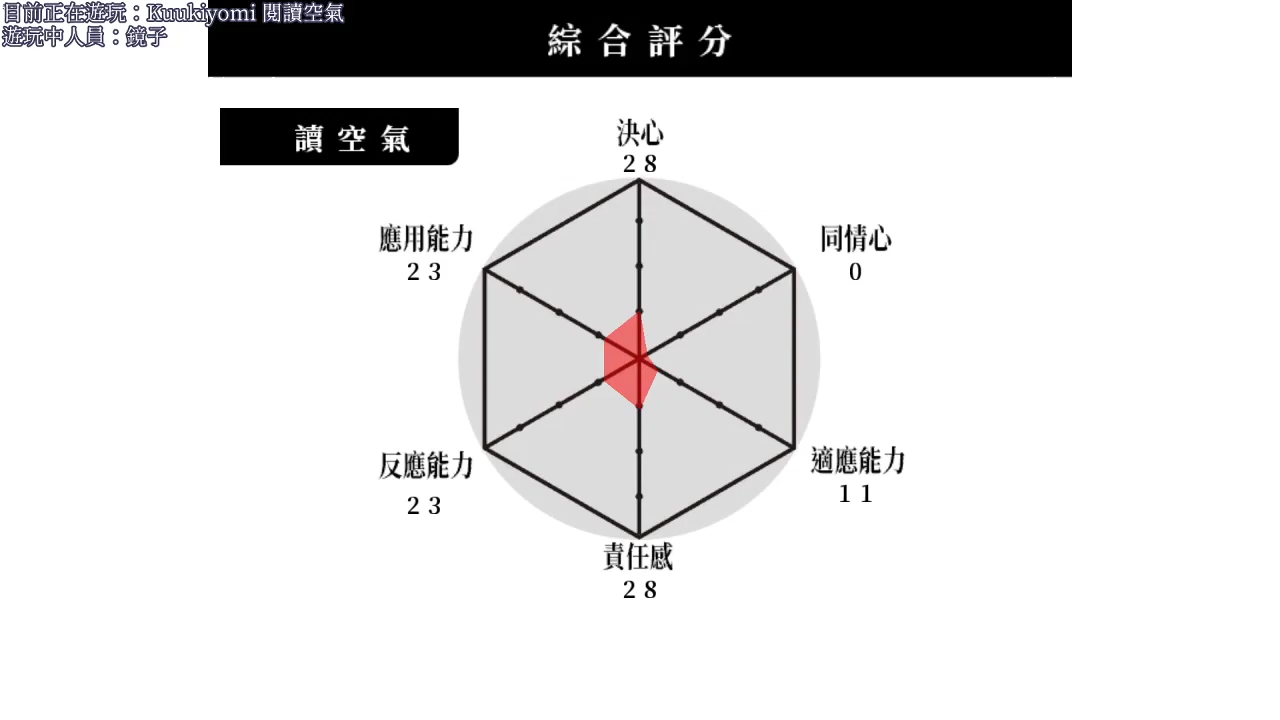 目前正在遊玩：Kuukiyomi 閱讀空氣
遊玩中人員：鏡子
綜合評分
讀空氣
決心
28
應用能力
23
同情心
0
反應能力
23
適應能力
11
責任感
28